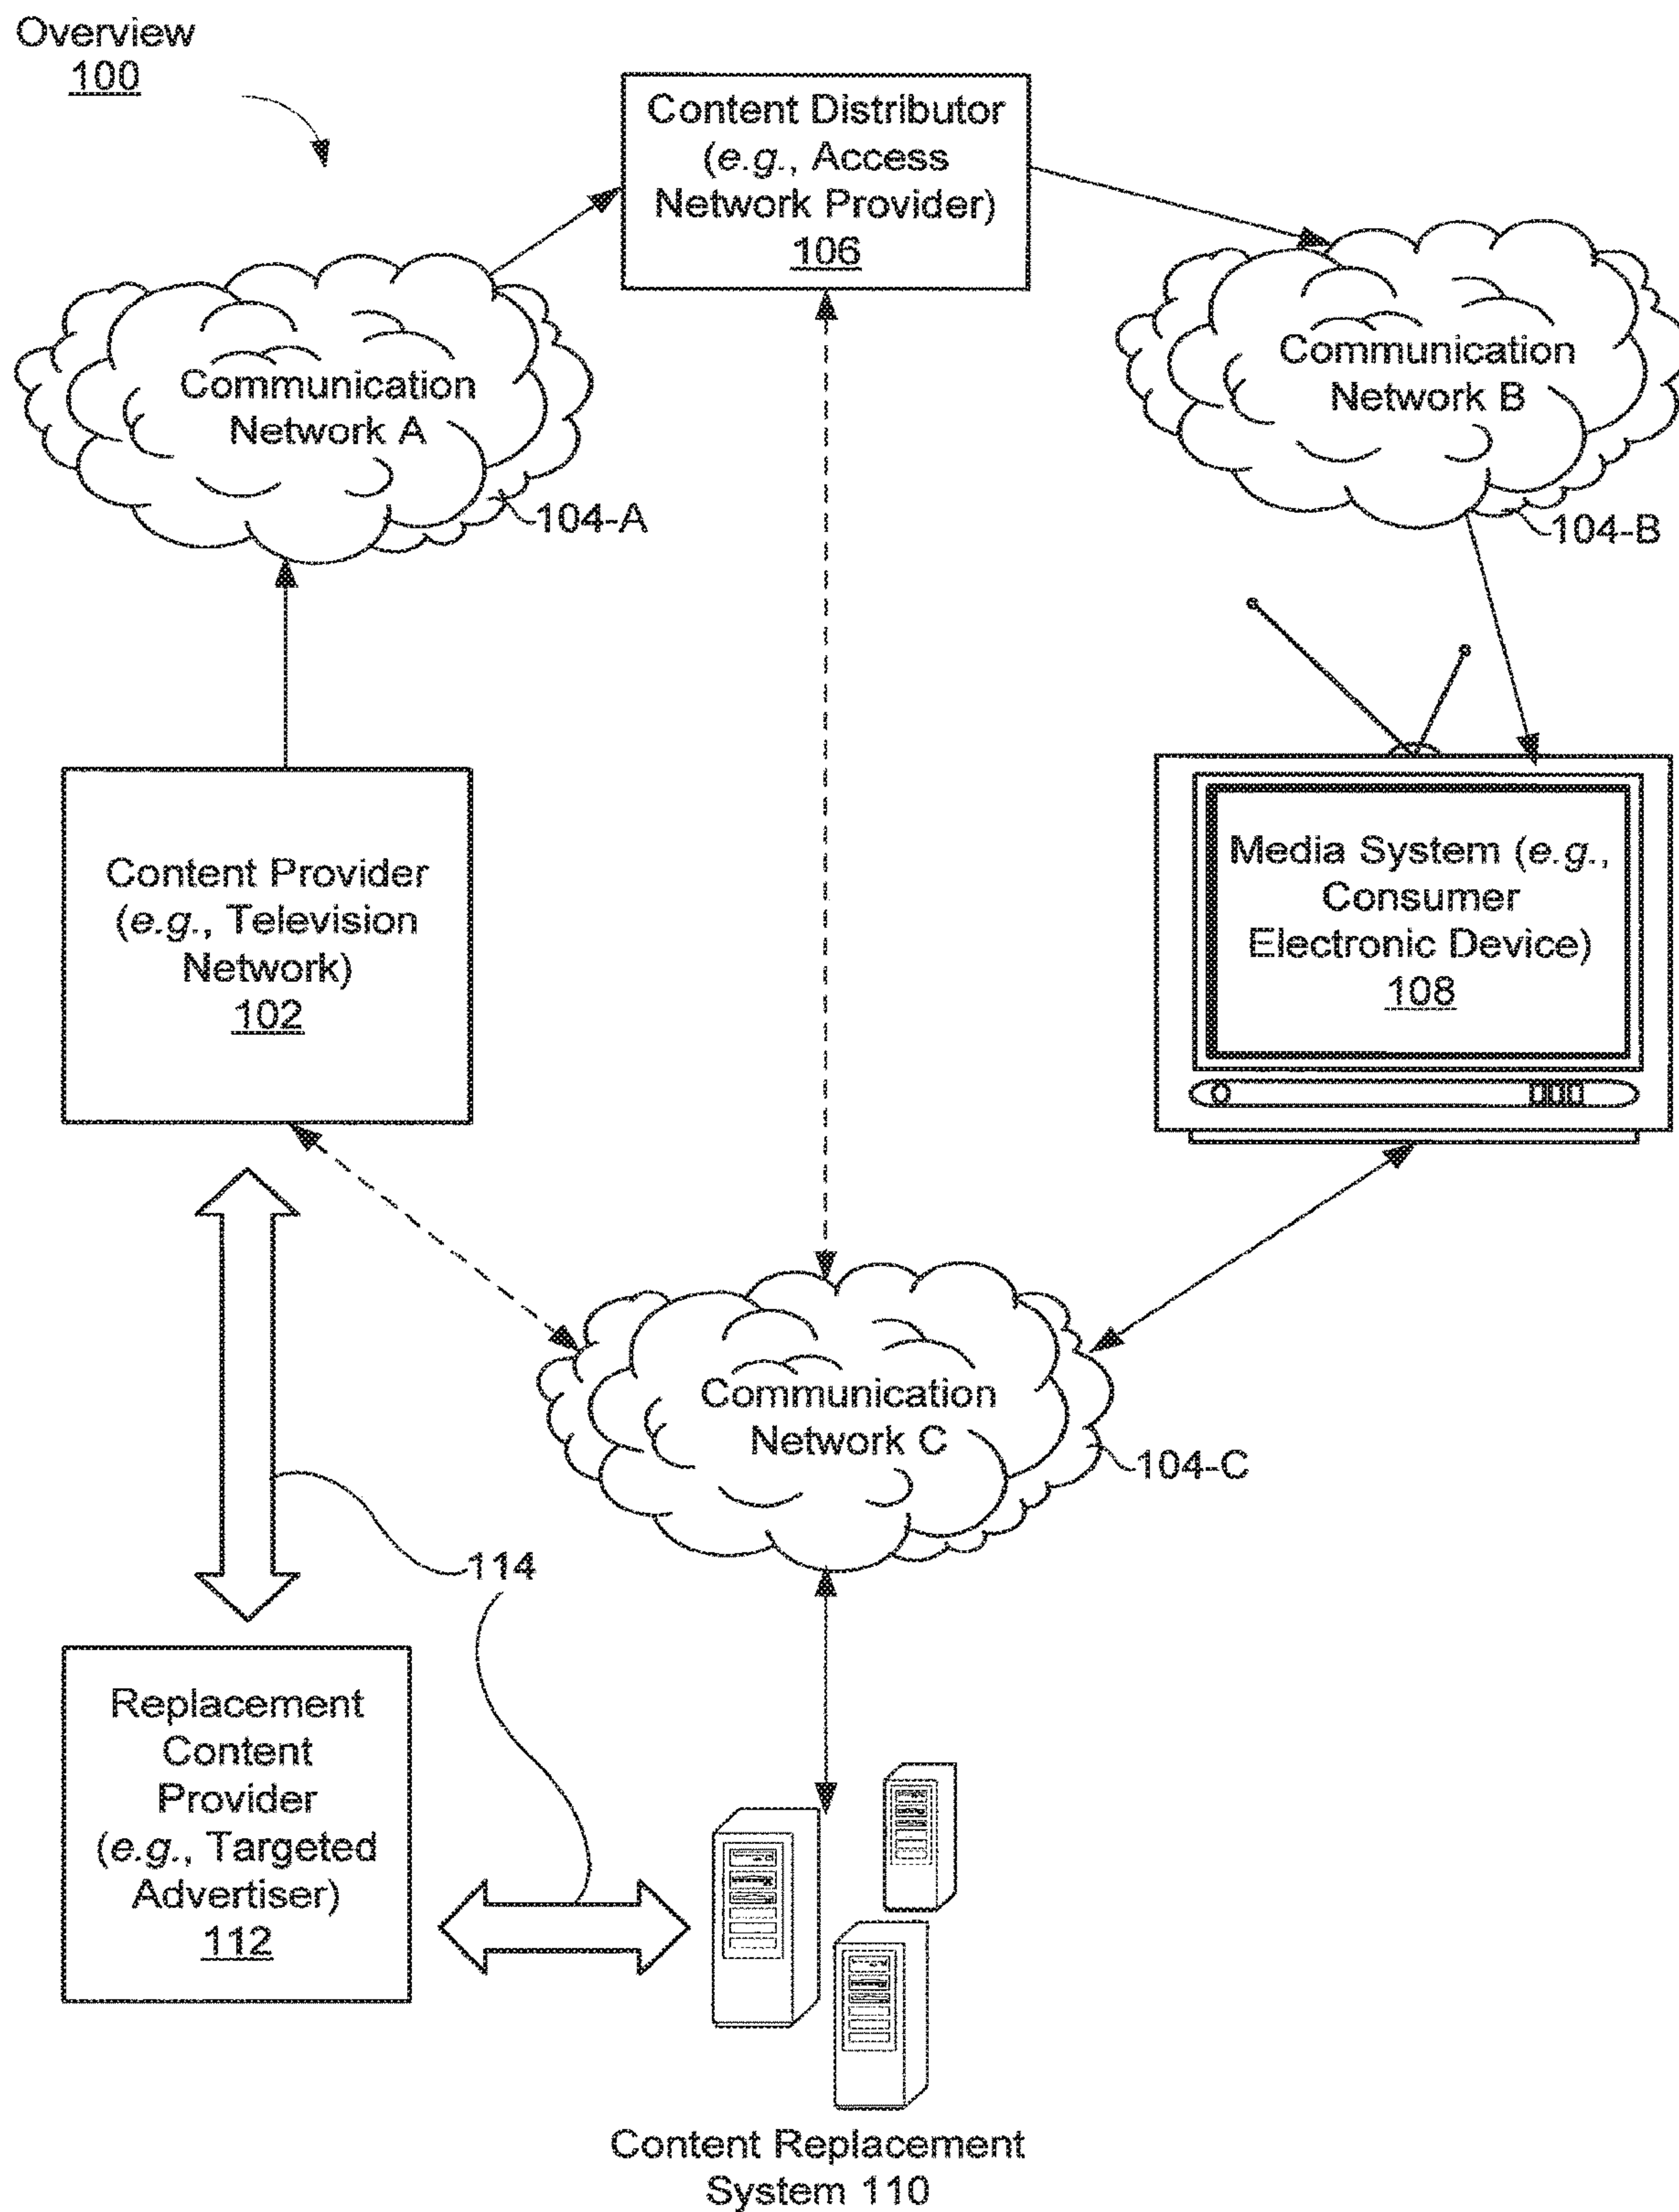 Overview
100
Content Distributor
(e.g., Access
Network Provider)
106
Communication
Network A
104-A
Communication
Network B
104-B
Content Provider
(e.g., Television
Network)
102
Media System (e.g.,
Consumer
Electronic Device)
108
Communication
Network C
104-C
114
Replacement
Content
Provider
(e.g., Targeted
Advertiser)
112
Content Replacement
System 110